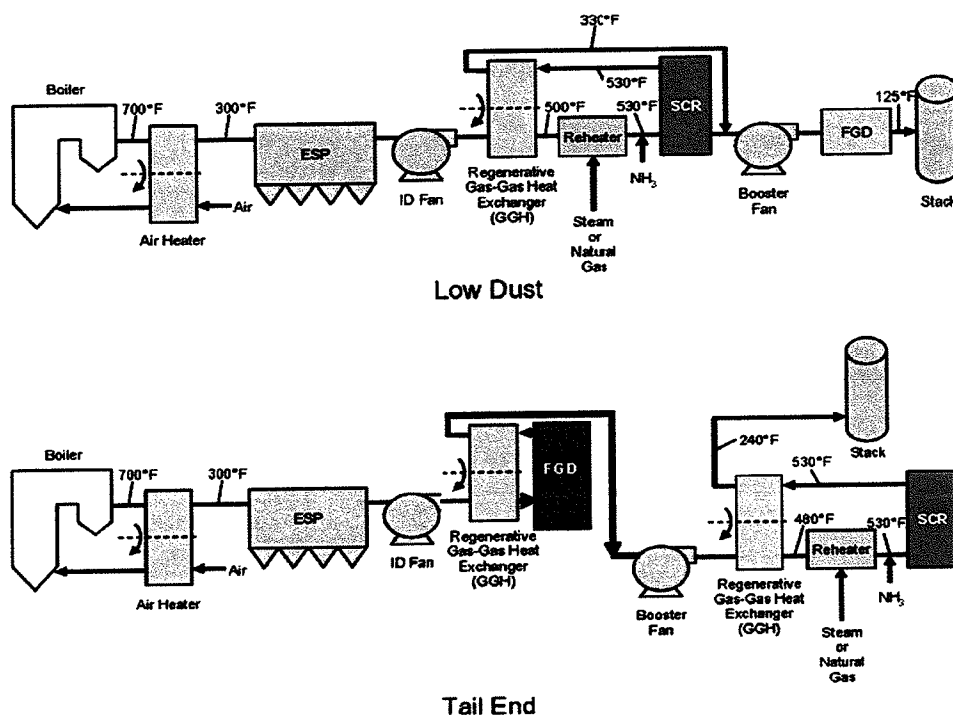 330°F
Boiler
700°F
300°F
530°F
SCR
125°F
500°F
530°F
ESP
Reheater
FGD
Air
ID Fan
Regenerative
Gas-Gas Heat
Exchanger
(GGH)
NH3
Booster
Fan
Stack
Air Heater
Steam
or
Natural
Gas
Low Dust
Boiler
700°F
300°F
FGD
240°F
Stack
530°F
ESP
480°F
530°F
SCR
Reheater
Air
ID Fan
Regenerative
Gas-Gas Heat
Exchanger
(GGH)
Air Heater
Booster
Fan
Regenerative
Gas-Gas Heat
Exchanger
(GGH)
NH3
Steam
or
Natural
Gas
Tail End